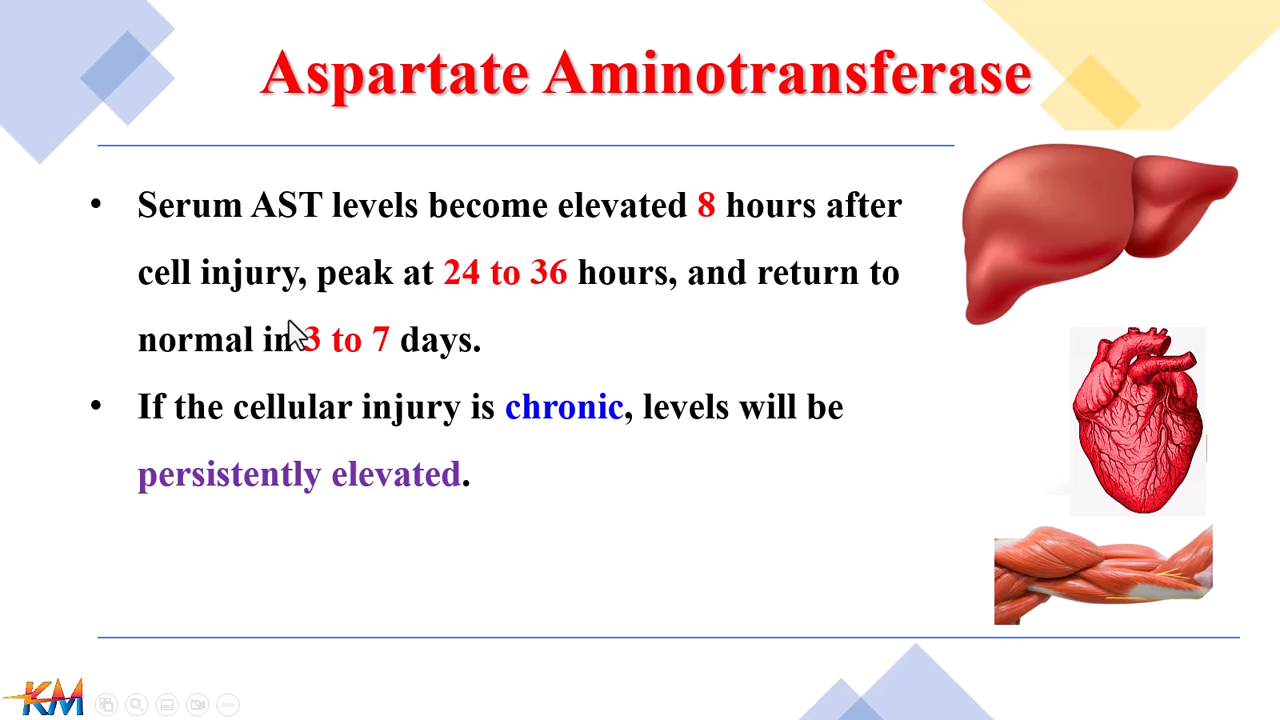 Aspartate Aminotransferase
• Serum AST levels become elevated 8 hours after
cell injury, peak at 24 to 36 hours, and return to
normal in 3 to 7 days.
• If the cellular injury is chronic, levels will be
persistently elevated.
KM